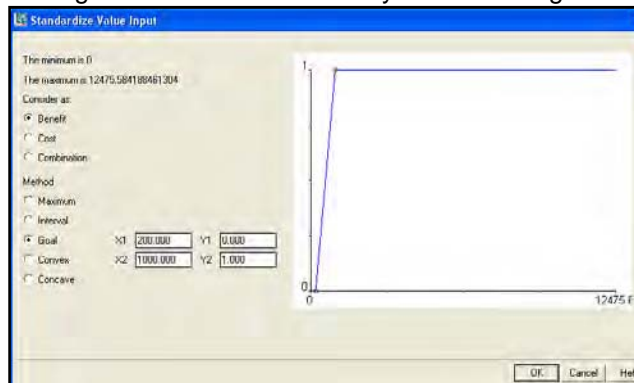 Standardize Value Input
The minimum is 0
The maximum is 12475.584188461304
Consider as:
Benefit
Cost
Combination
Method
Maximum
Interval
Goal X1 200.000 Y1 0.000
Convex X2 1000.000 Y2 1.000
Concave
1
0
0 12475
OK Cancel